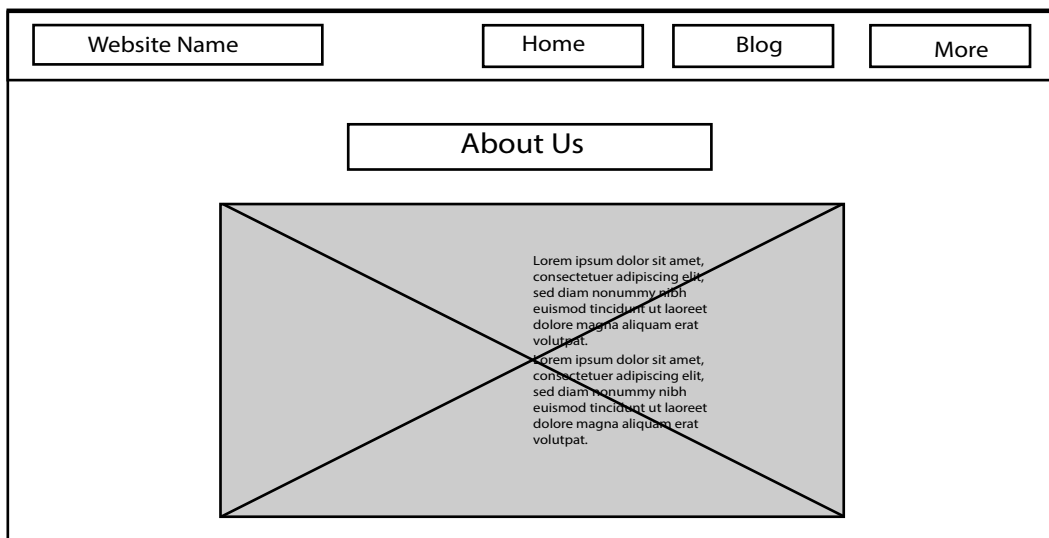 Website Name
Home
Blog
More
About Us
Lorem ipsum dolor sit amet,
consectetuer adipiscing elit,
sed diam nonummy nibh
euismod tincidunt ut laoreet
dolore magna aliquam erat
volutpat.
Lorem ipsum dolor sit amet,
consectetuer adipiscing elit,
sed diam nonummy nibh
euismod tincidunt ut laoreet
dolore magna aliquam erat
volutpat.